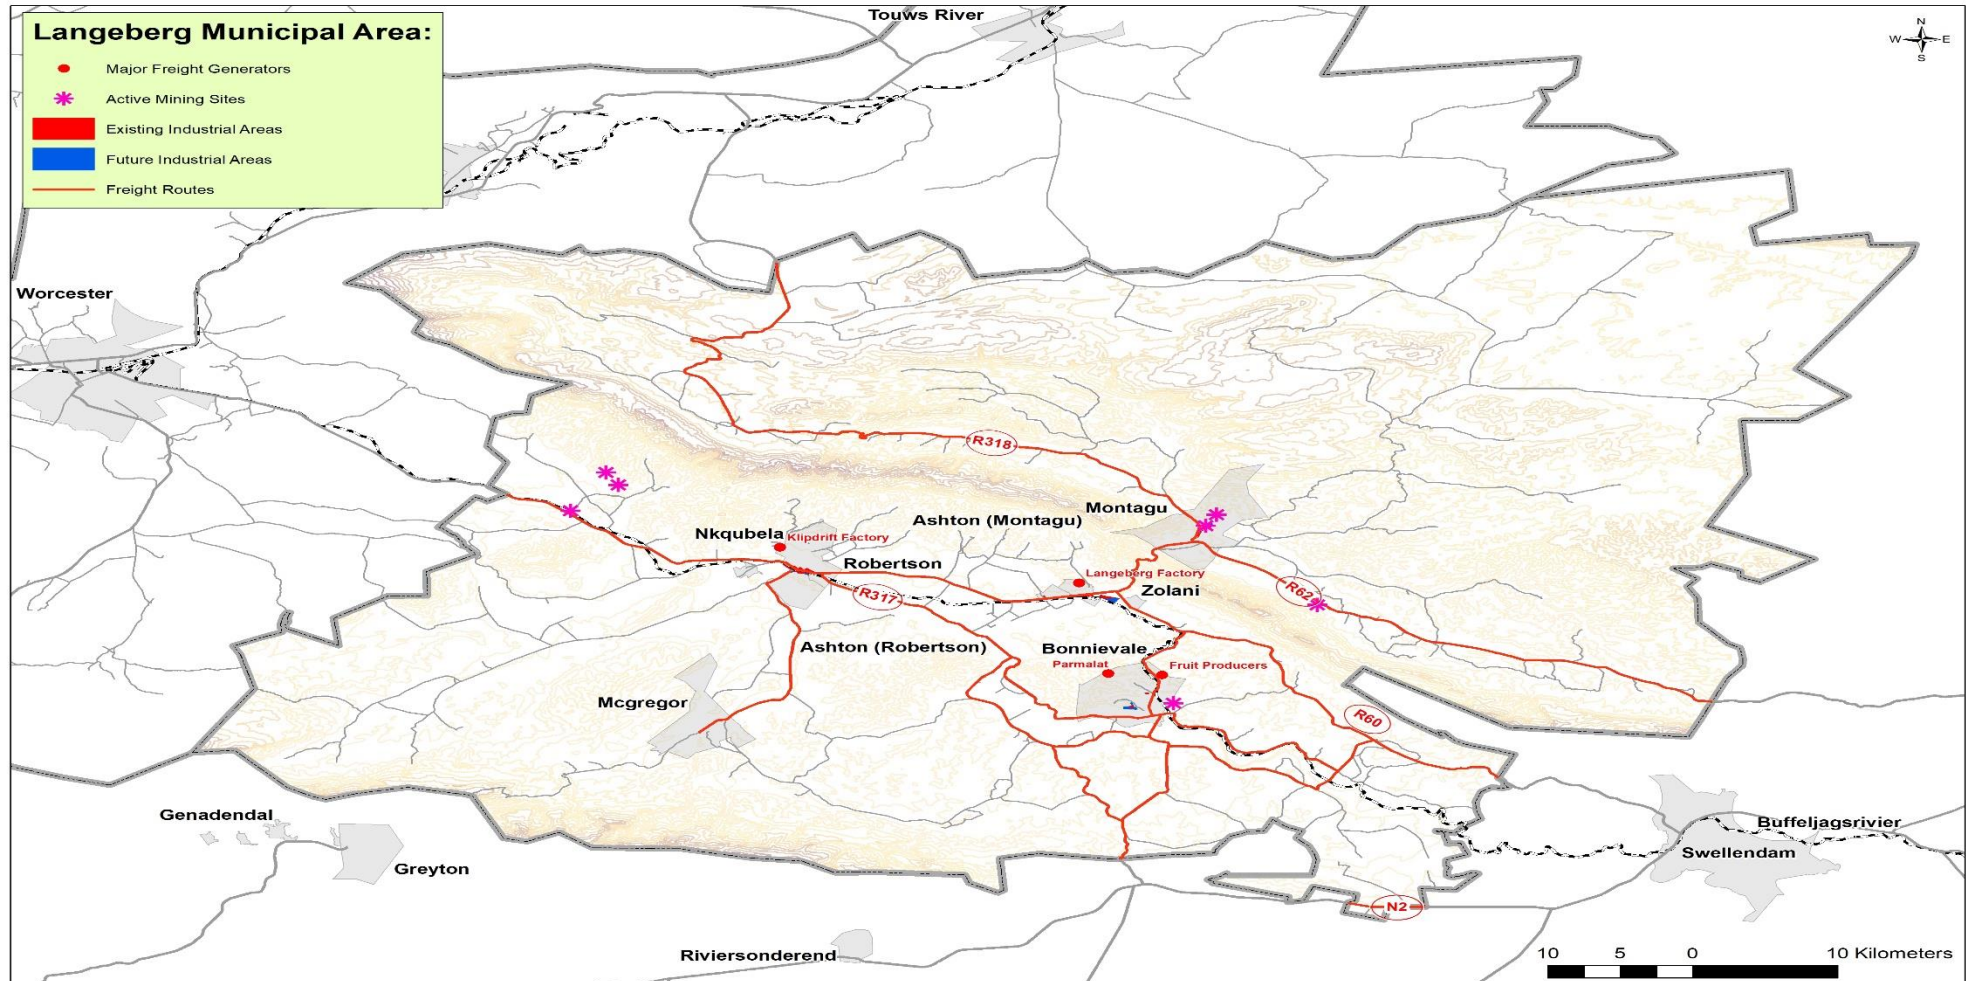 Langeberg Municipal Area:
Major Freight Generators
Active Mining Sites
Existing Industrial Areas
Future Industrial Areas
Freight Routes
Touws River
N
W E
S
Worcester
R318
Montagu
Ashton (Montagu)
Nkqubela
Klipdrift Factory
Robertson
Langeberg Factory
Zolani
R62
R317
Ashton (Robertson)
Bonnievale
Parmalat
Fruit Producers
Mcgregor
R60
Genadendal
Greyton
Buffeljagsrivier
Swellendam
N2
Riviersonderend
10 5 0 10 Kilometers